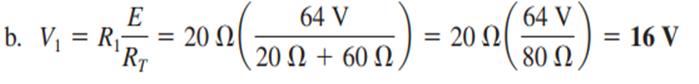 b. V₁ = R₁ E/R_T = 20 Ω(64 V/(20 Ω + 60 Ω)) = 20 Ω(64 V/80 Ω) = 16 V